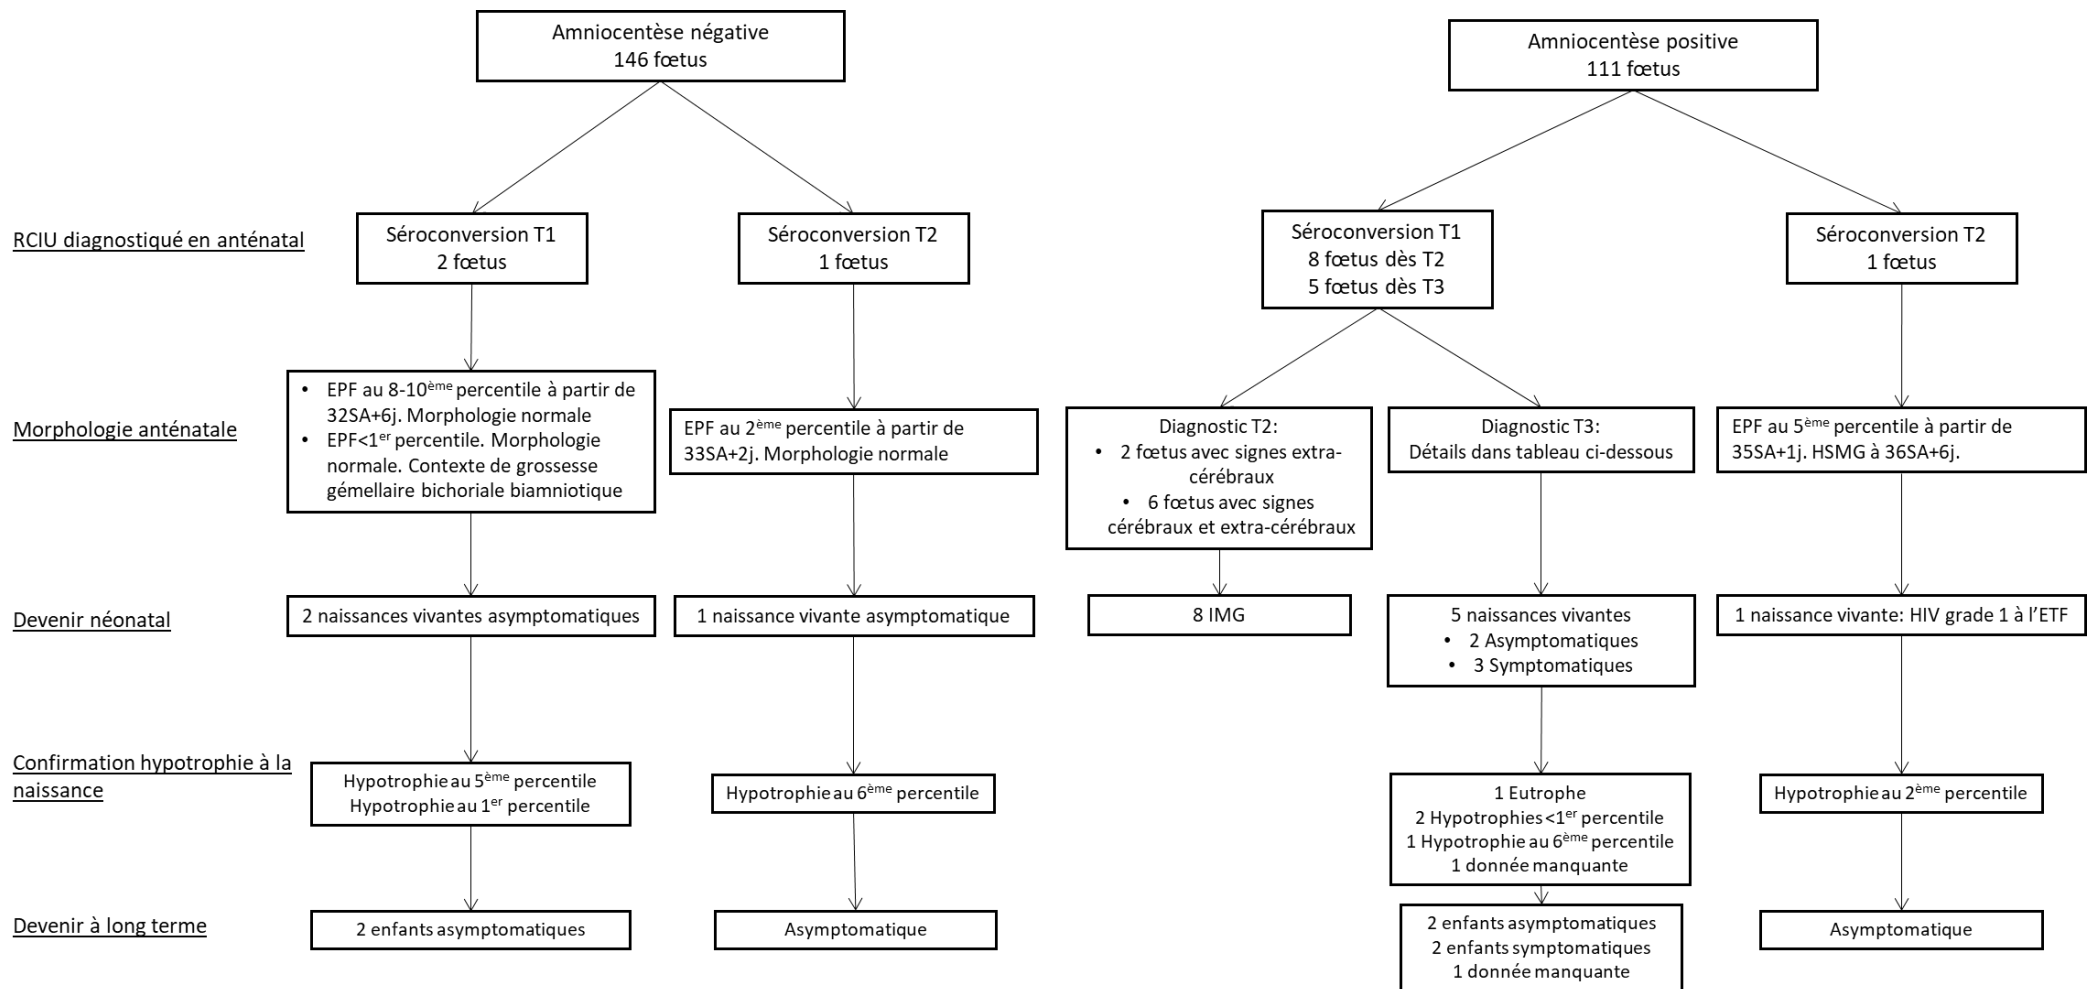 Amniocentèse négative
146 fœtus
Amniocentèse positive
111 fœtus
RCIU diagnostiqué en anténatal
Séroconversion T1
2 fœtus
Séroconversion T2
1 fœtus
Séroconversion T1
8 fœtus dès T2
5 fœtus dès T3
Séroconversion T2
1 fœtus
Morphologie anténatale
• EPF au 8-10ème percentile à partir de
32SA+6j. Morphologie normale
• EPF<1er percentile. Morphologie
normale. Contexte de grossesse
gémellaire bichoriale biamniotique
EPF au 2ème percentile à partir de
33SA+2j. Morphologie normale
Diagnostic T2:
• 2 fœtus avec signes extra-
cérébraux
• 6 fœtus avec signes
cérébraux et extra-cérébraux
Diagnostic T3:
Détails dans tableau ci-dessous
EPF au 5ème percentile à partir de
35SA+1j. HSMG à 36SA+6j.
Devenir néonatal
2 naissances vivantes asymptomatiques
1 naissance vivante asymptomatique
8 IMG
5 naissances vivantes
• 2 Asymptomatiques
• 3 Symptomatiques
1 naissance vivante: HIV grade 1 à l’ETF
Confirmation hypotrophie à la
naissance
Hypotrophie au 5ème percentile
Hypotrophie au 1er percentile
Hypotrophie au 6ème percentile
1 Eutrophe
2 Hypotrophies <1er percentile
1 Hypotrophie au 6ème percentile
1 donnée manquante
Hypotrophie au 2ème percentile
Devenir à long terme
2 enfants asymptomatiques
Asymptomatique
2 enfants asymptomatiques
2 enfants symptomatiques
1 donnée manquante
Asymptomatique